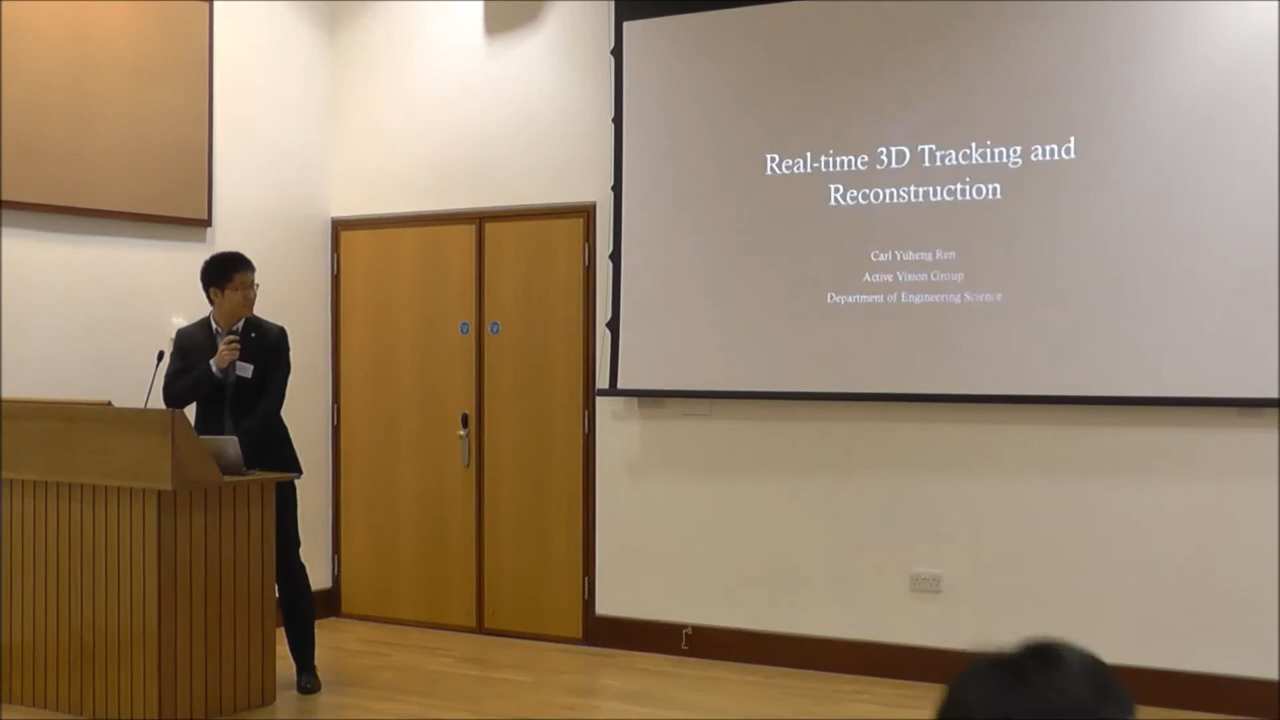 Real-time 3D Tracking and
Reconstruction
Carl Yuheng Ren
Active Vision Group
Department of Engineering Science